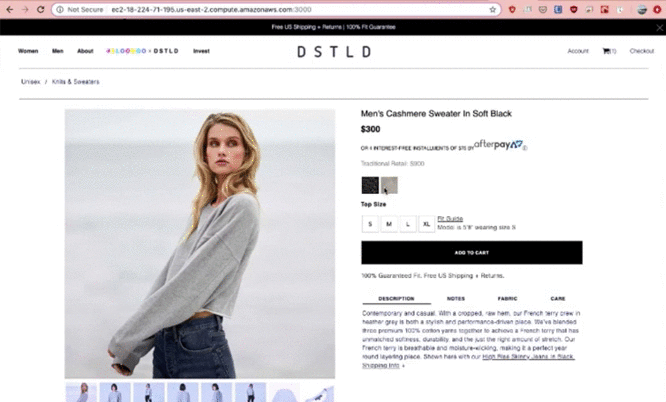 Not Secure | ec2-18-224-71-195.us-east-2.compute.amazonaws.com:3000
Free US Shipping + Returns | 100% Fit Guarantee
Women Men About × DSTLD Invest
DSTLD
Account Checkout
Unisex / Knits & Sweaters
Men's Cashmere Sweater In Soft Black
$300
OR 4 INTEREST-FREE INSTALLMENTS OF $75 BY afterpay
Traditional Retail: $900
Top Size
S M L XL
Fit Guide
Model is 5'9" wearing size S
ADD TO CART
100% Guaranteed Fit. Free US Shipping + Returns.
DESCRIPTION NOTES FABRIC CARE
Contemporary and casual. With a cropped, raw hem, our French terry crew in
heather gray is both a stylish and performance-driven piece. We've blended
three premium 100% cotton yarns together to achieve a French terry that has
unmatched softness, durability, and the just the right amount of stretch. Our
French terry is breathable and moisture-wicking, making it a perfect year
round layering piece. Shown here with our High Rise Skinny Jeans in Black.
Shipping Info +